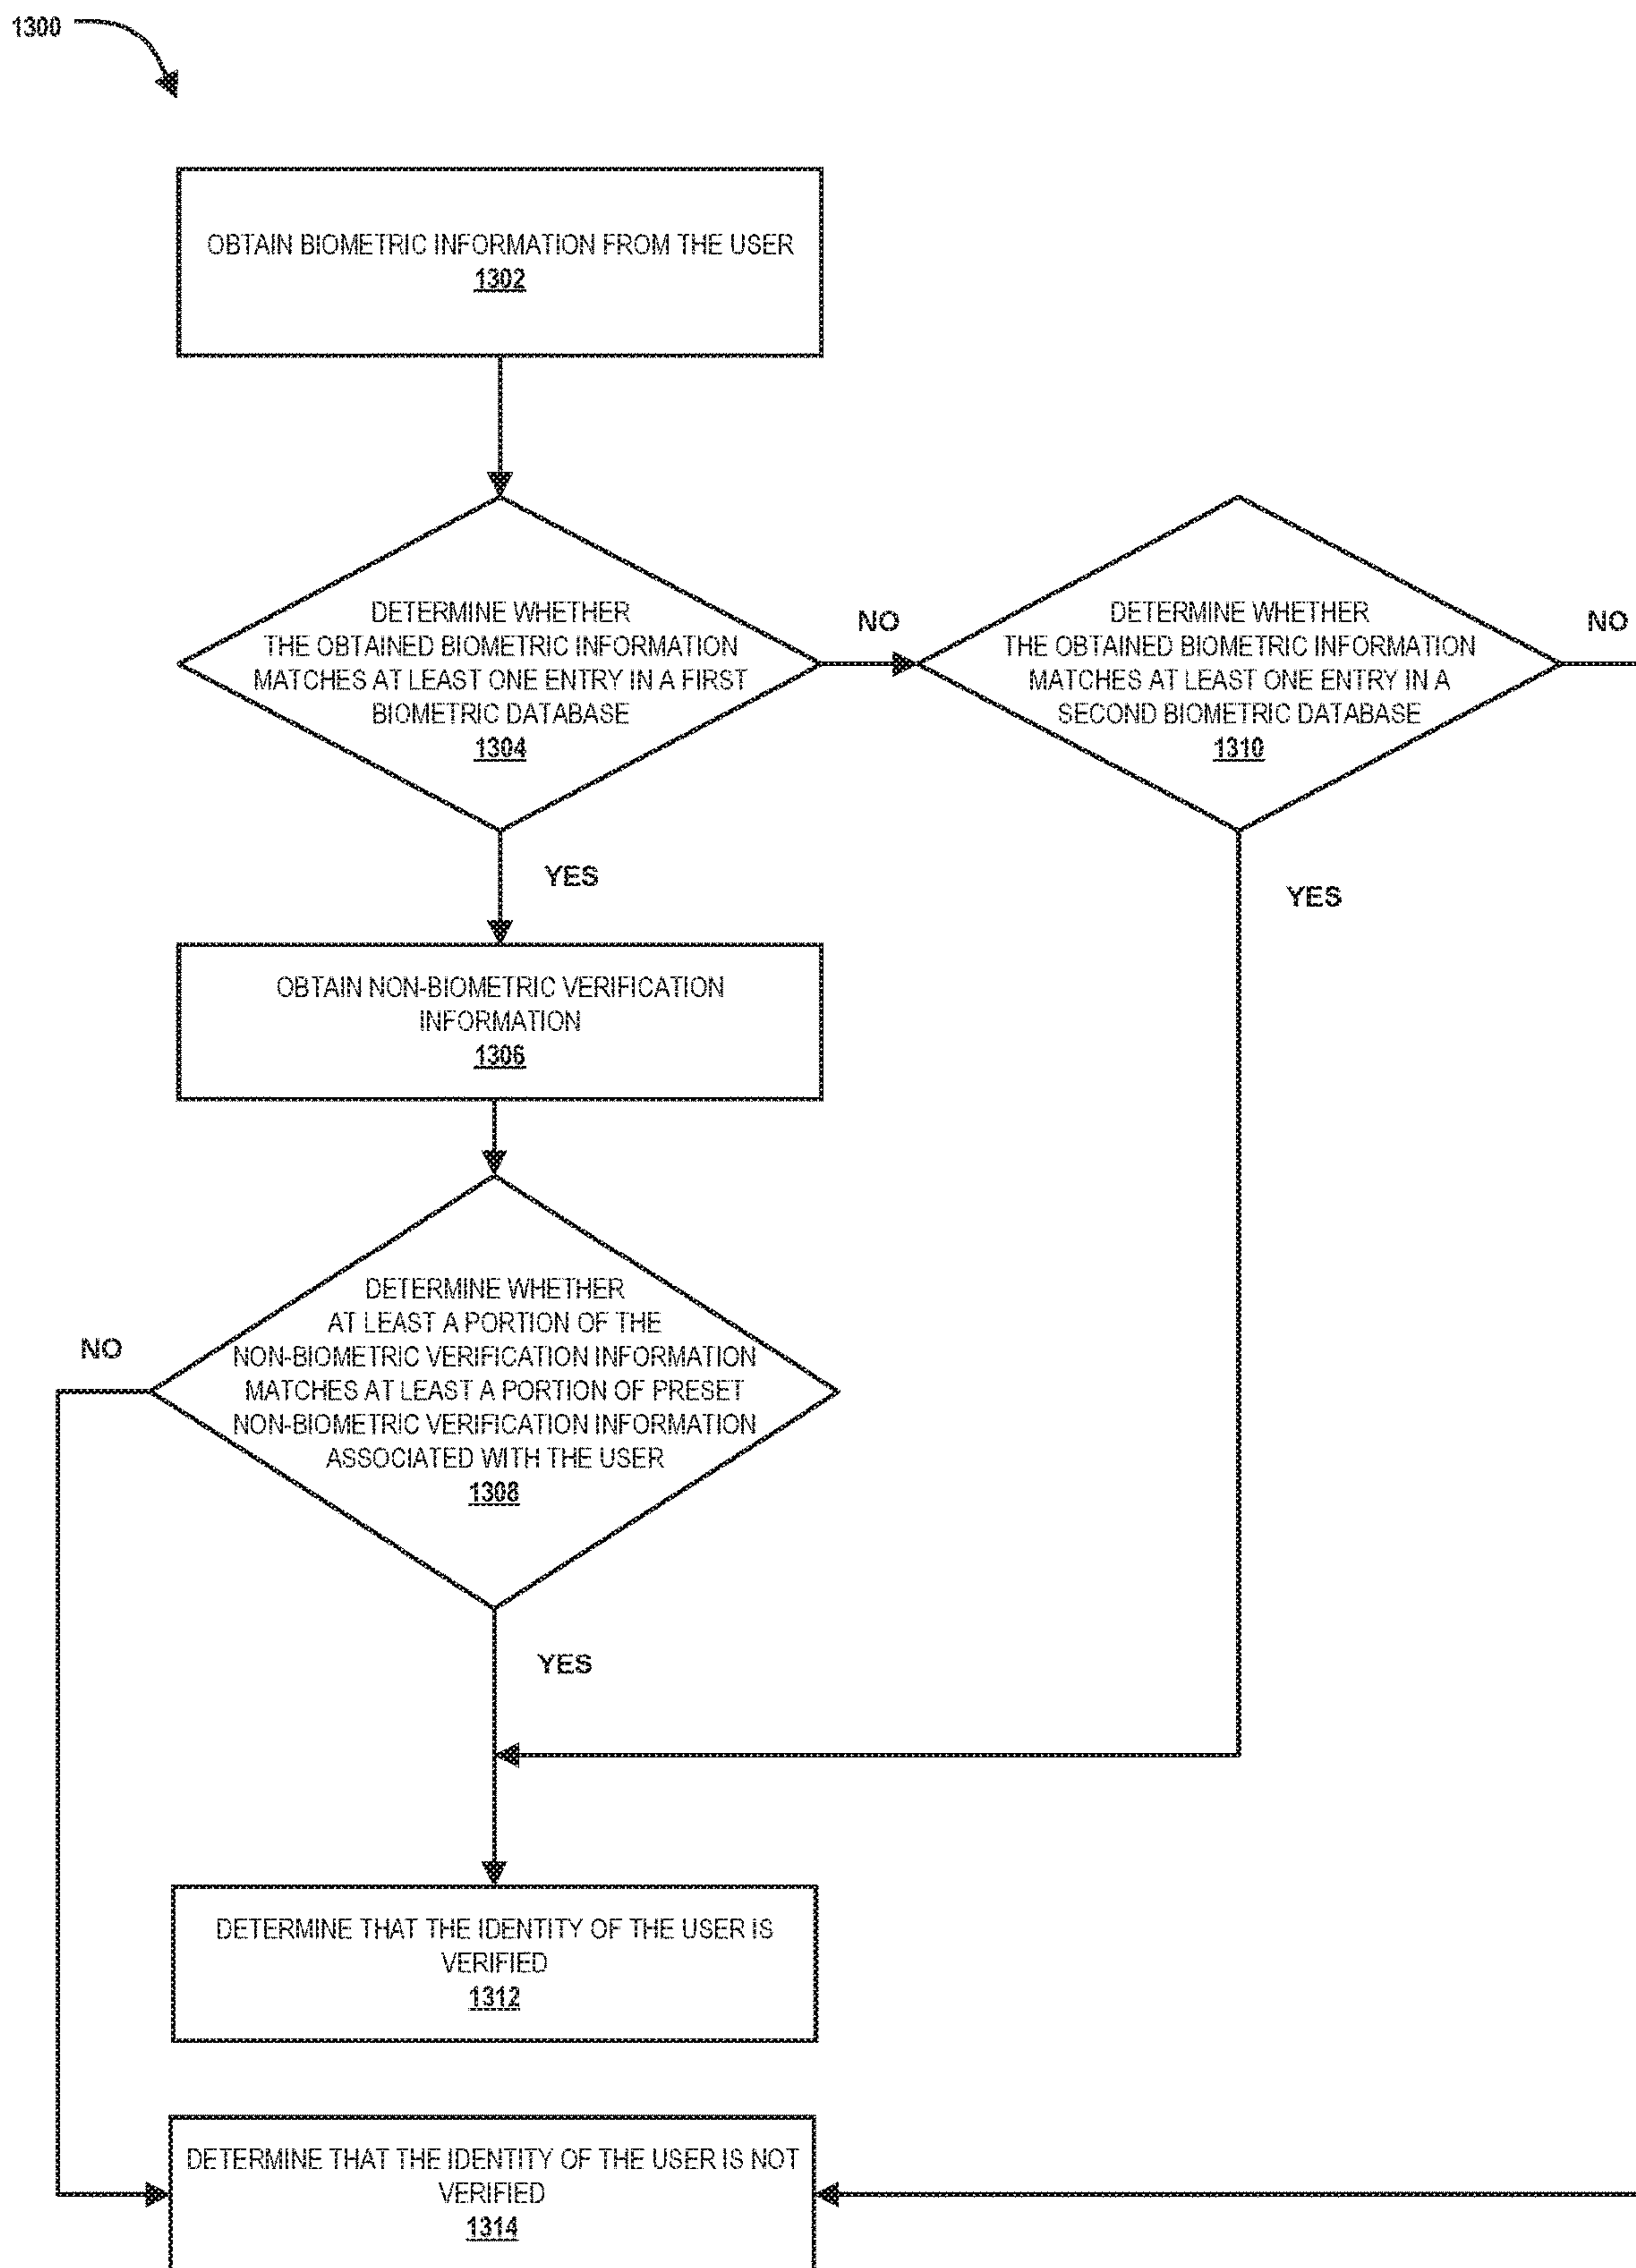 1300
OBTAIN BIOMETRIC INFORMATION FROM THE USER
1302
DETERMINE WHETHER
THE OBTAINED BIOMETRIC INFORMATION
MATCHES AT LEAST ONE ENTRY IN A FIRST
BIOMETRIC DATABASE
1304
NO
DETERMINE WHETHER
THE OBTAINED BIOMETRIC INFORMATION
MATCHES AT LEAST ONE ENTRY IN A
SECOND BIOMETRIC DATABASE
1310
NO
YES
YES
OBTAIN NON-BIOMETRIC VERIFICATION
INFORMATION
1306
DETERMINE WHETHER
AT LEAST A PORTION OF THE
NON-BIOMETRIC VERIFICATION INFORMATION
MATCHES AT LEAST A PORTION OF PRESET
NON-BIOMETRIC VERIFICATION INFORMATION
ASSOCIATED WITH THE USER
1308
NO
YES
DETERMINE THAT THE IDENTITY OF THE USER IS
VERIFIED
1312
DETERMINE THAT THE IDENTITY OF THE USER IS NOT
VERIFIED
1314